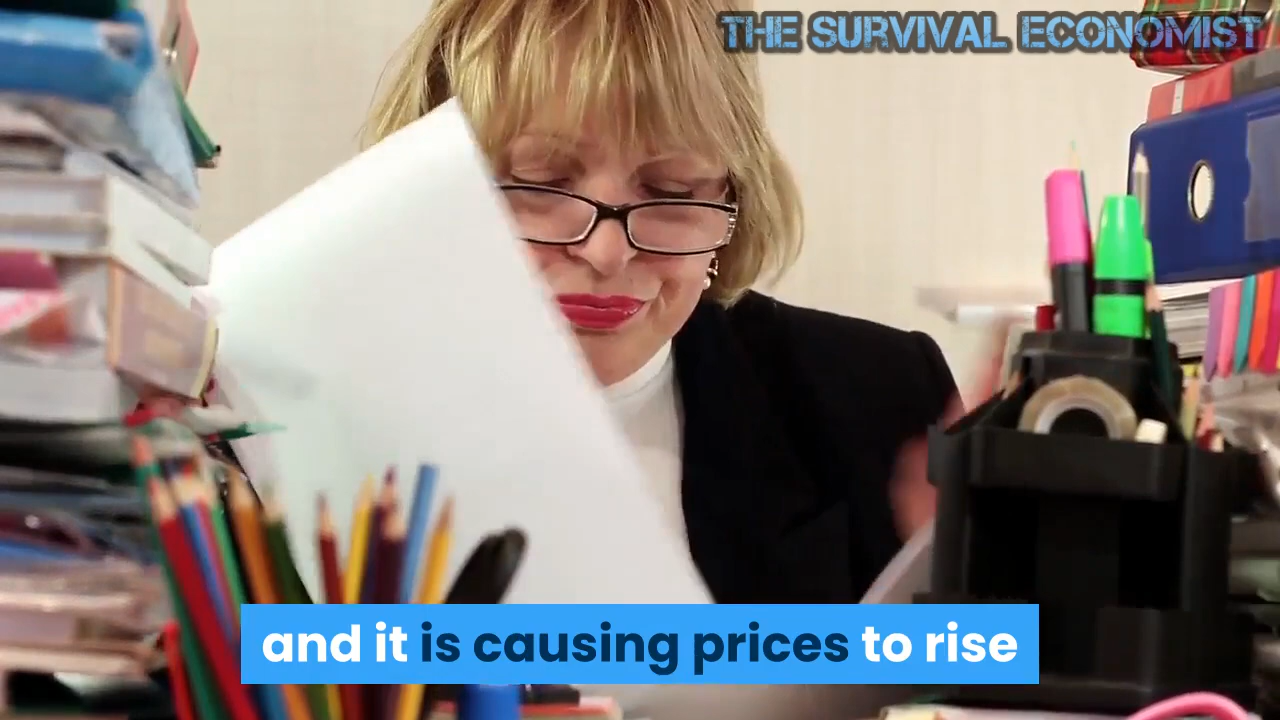 THE SURVIVAL ECONOMIST
and it is causing prices to rise